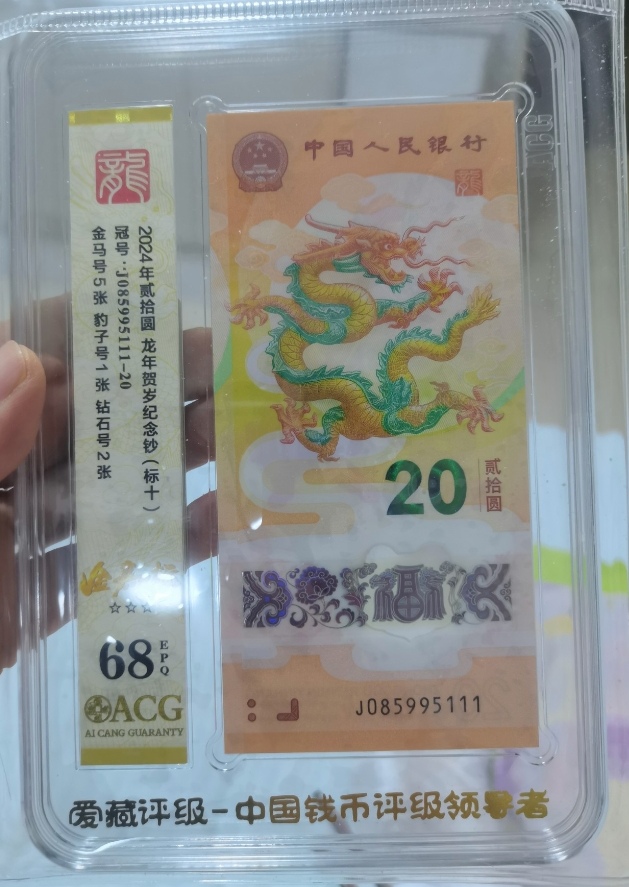 龍
2024年贰拾圆 龙年贺岁纪念钞（标十）
冠号：J085995111-20
金马号5张 豹子号1张 钻石号2张
☆☆☆
68 EPQ
ACG
AI CANG GUARANTY
中国人民银行
20
贰拾圆
福
J085995111
爱藏评级-中国钱币评级领导者